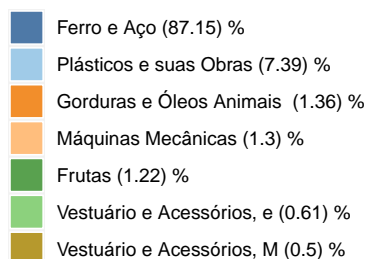 Ferro e Aço (87.15) %
Plásticos e suas Obras (7.39) %
Gorduras e Óleos Animais (1.36) %
Máquinas Mecânicas (1.3) %
Frutas (1.22) %
Vestuário e Acessórios, e (0.61) %
Vestuário e Acessórios, M (0.5) %